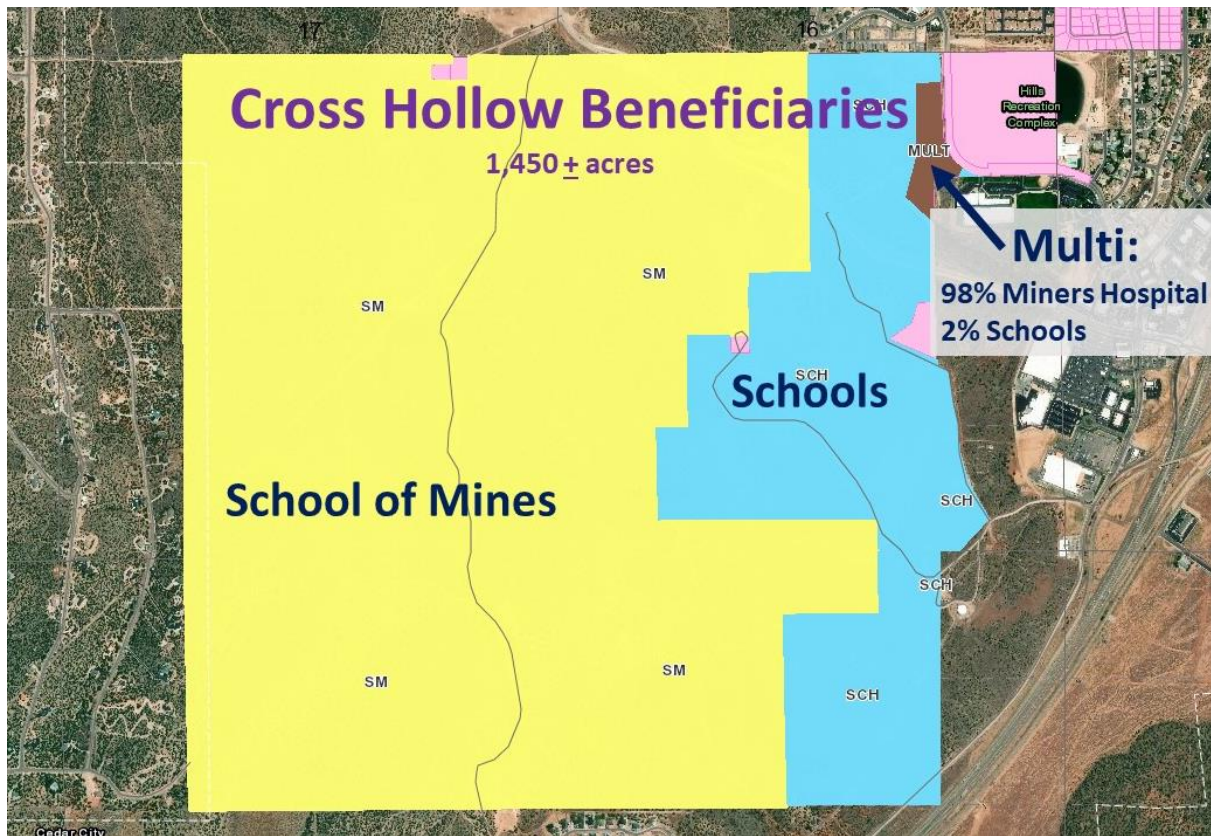 17
16
Cross Hollow Beneficiaries
1,450 ± acres
SCH
Hills
Recreation
Complex
MULT
Multi:
98% Miners Hospital
2% Schools
SM
SM
SCH
Schools
School of Mines
SCH
SCH
SM
SM
SCH
Cedar City